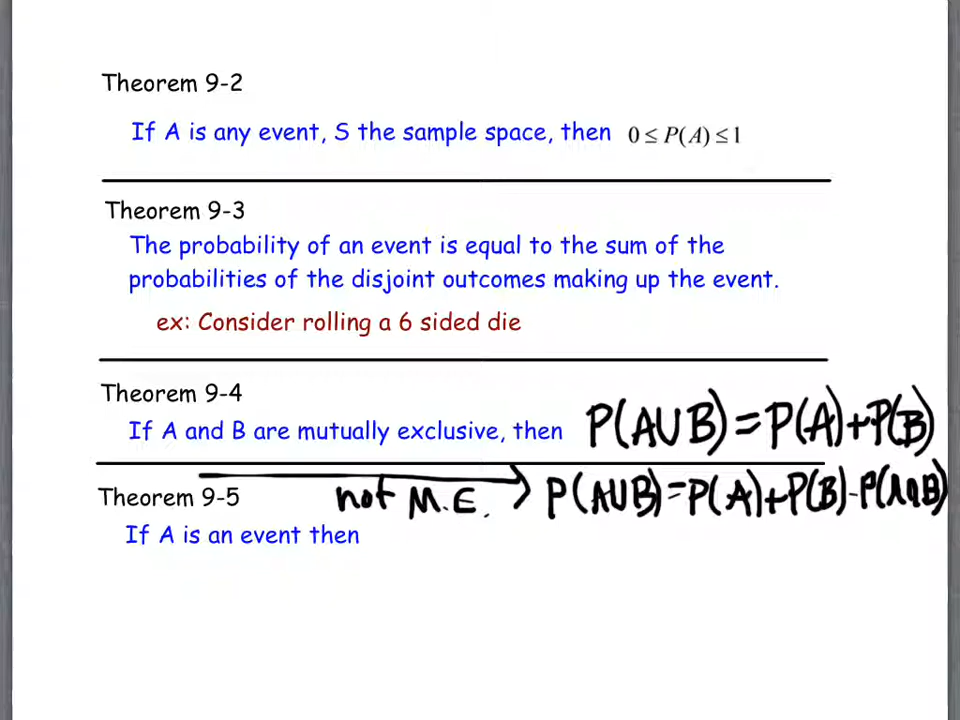 Theorem 9-2
If A is any event, S the sample space, then 0 ≤ P(A) ≤ 1
Theorem 9-3
The probability of an event is equal to the sum of the
probabilities of the disjoint outcomes making up the event.
ex: Consider rolling a 6 sided die
Theorem 9-4
If A and B are mutually exclusive, then P(A∪B) = P(A)+P(B)
Theorem 9-5 not M.E. P(A∪B) = P(A)+P(B)-P(A∩B)
If A is an event then